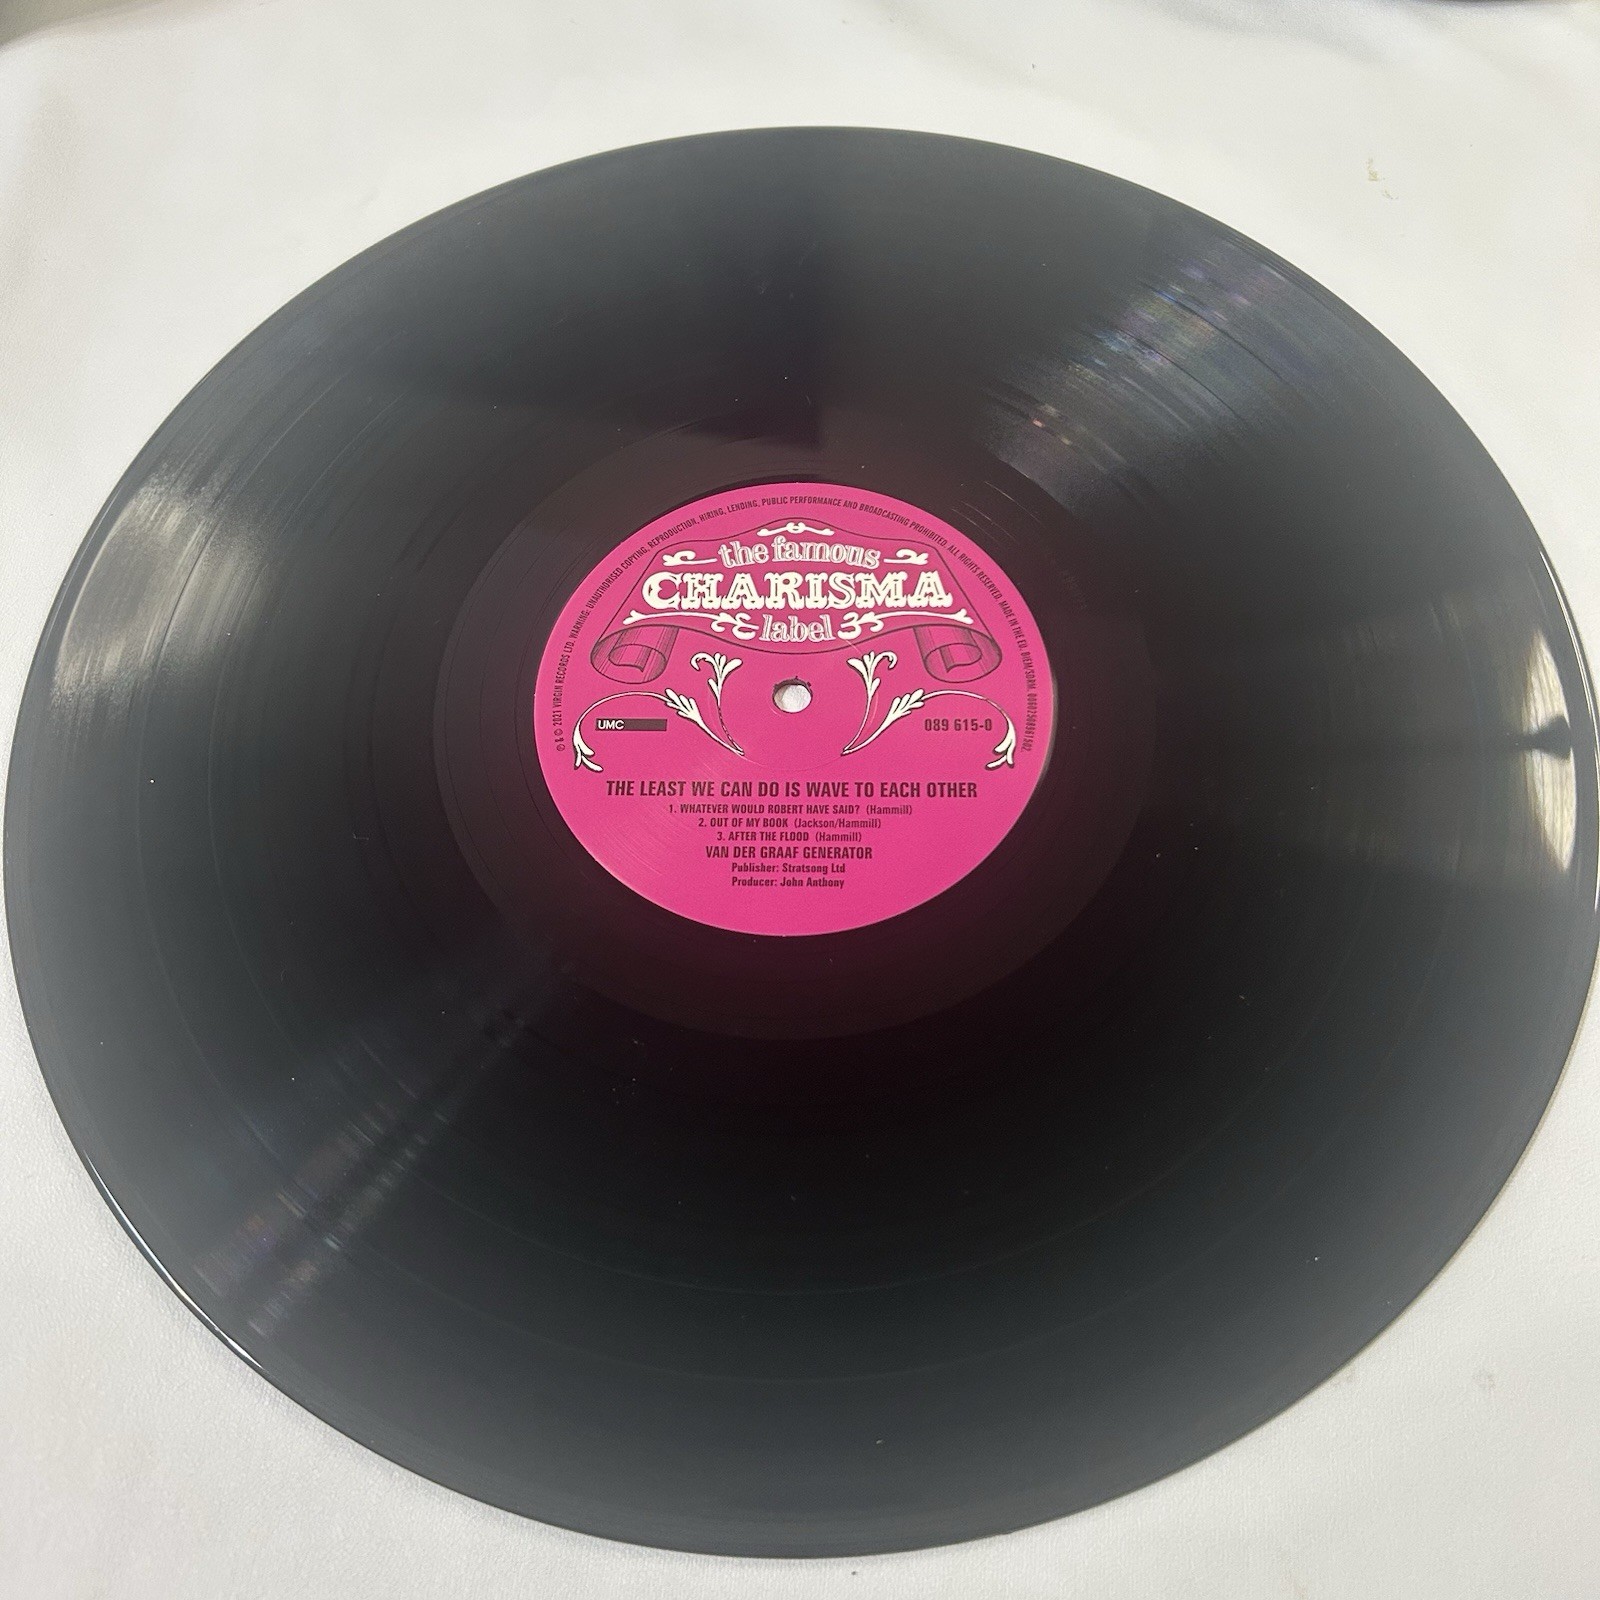 WARNING: UNAUTHORISED COPYING, REPRODUCTION, HIRING, LENDING, PUBLIC PERFORMANCE AND BROADCASTING PROHIBITED. ALL RIGHTS RESERVED. MADE IN THE EU. BIEM/SDRM.
℗ & © 2021 VIRGIN RECORDS LTD.
the famous
CHARISMA
label
UMC
089 615-0
THE LEAST WE CAN DO IS WAVE TO EACH OTHER
1. WHATEVER WOULD ROBERT HAVE SAID? (Hammill)
2. OUT OF MY BOOK (Jackson/Hammill)
3. AFTER THE FLOOD (Hammill)
VAN DER GRAAF GENERATOR
Publisher: Stratsong Ltd
Producer: John Anthony